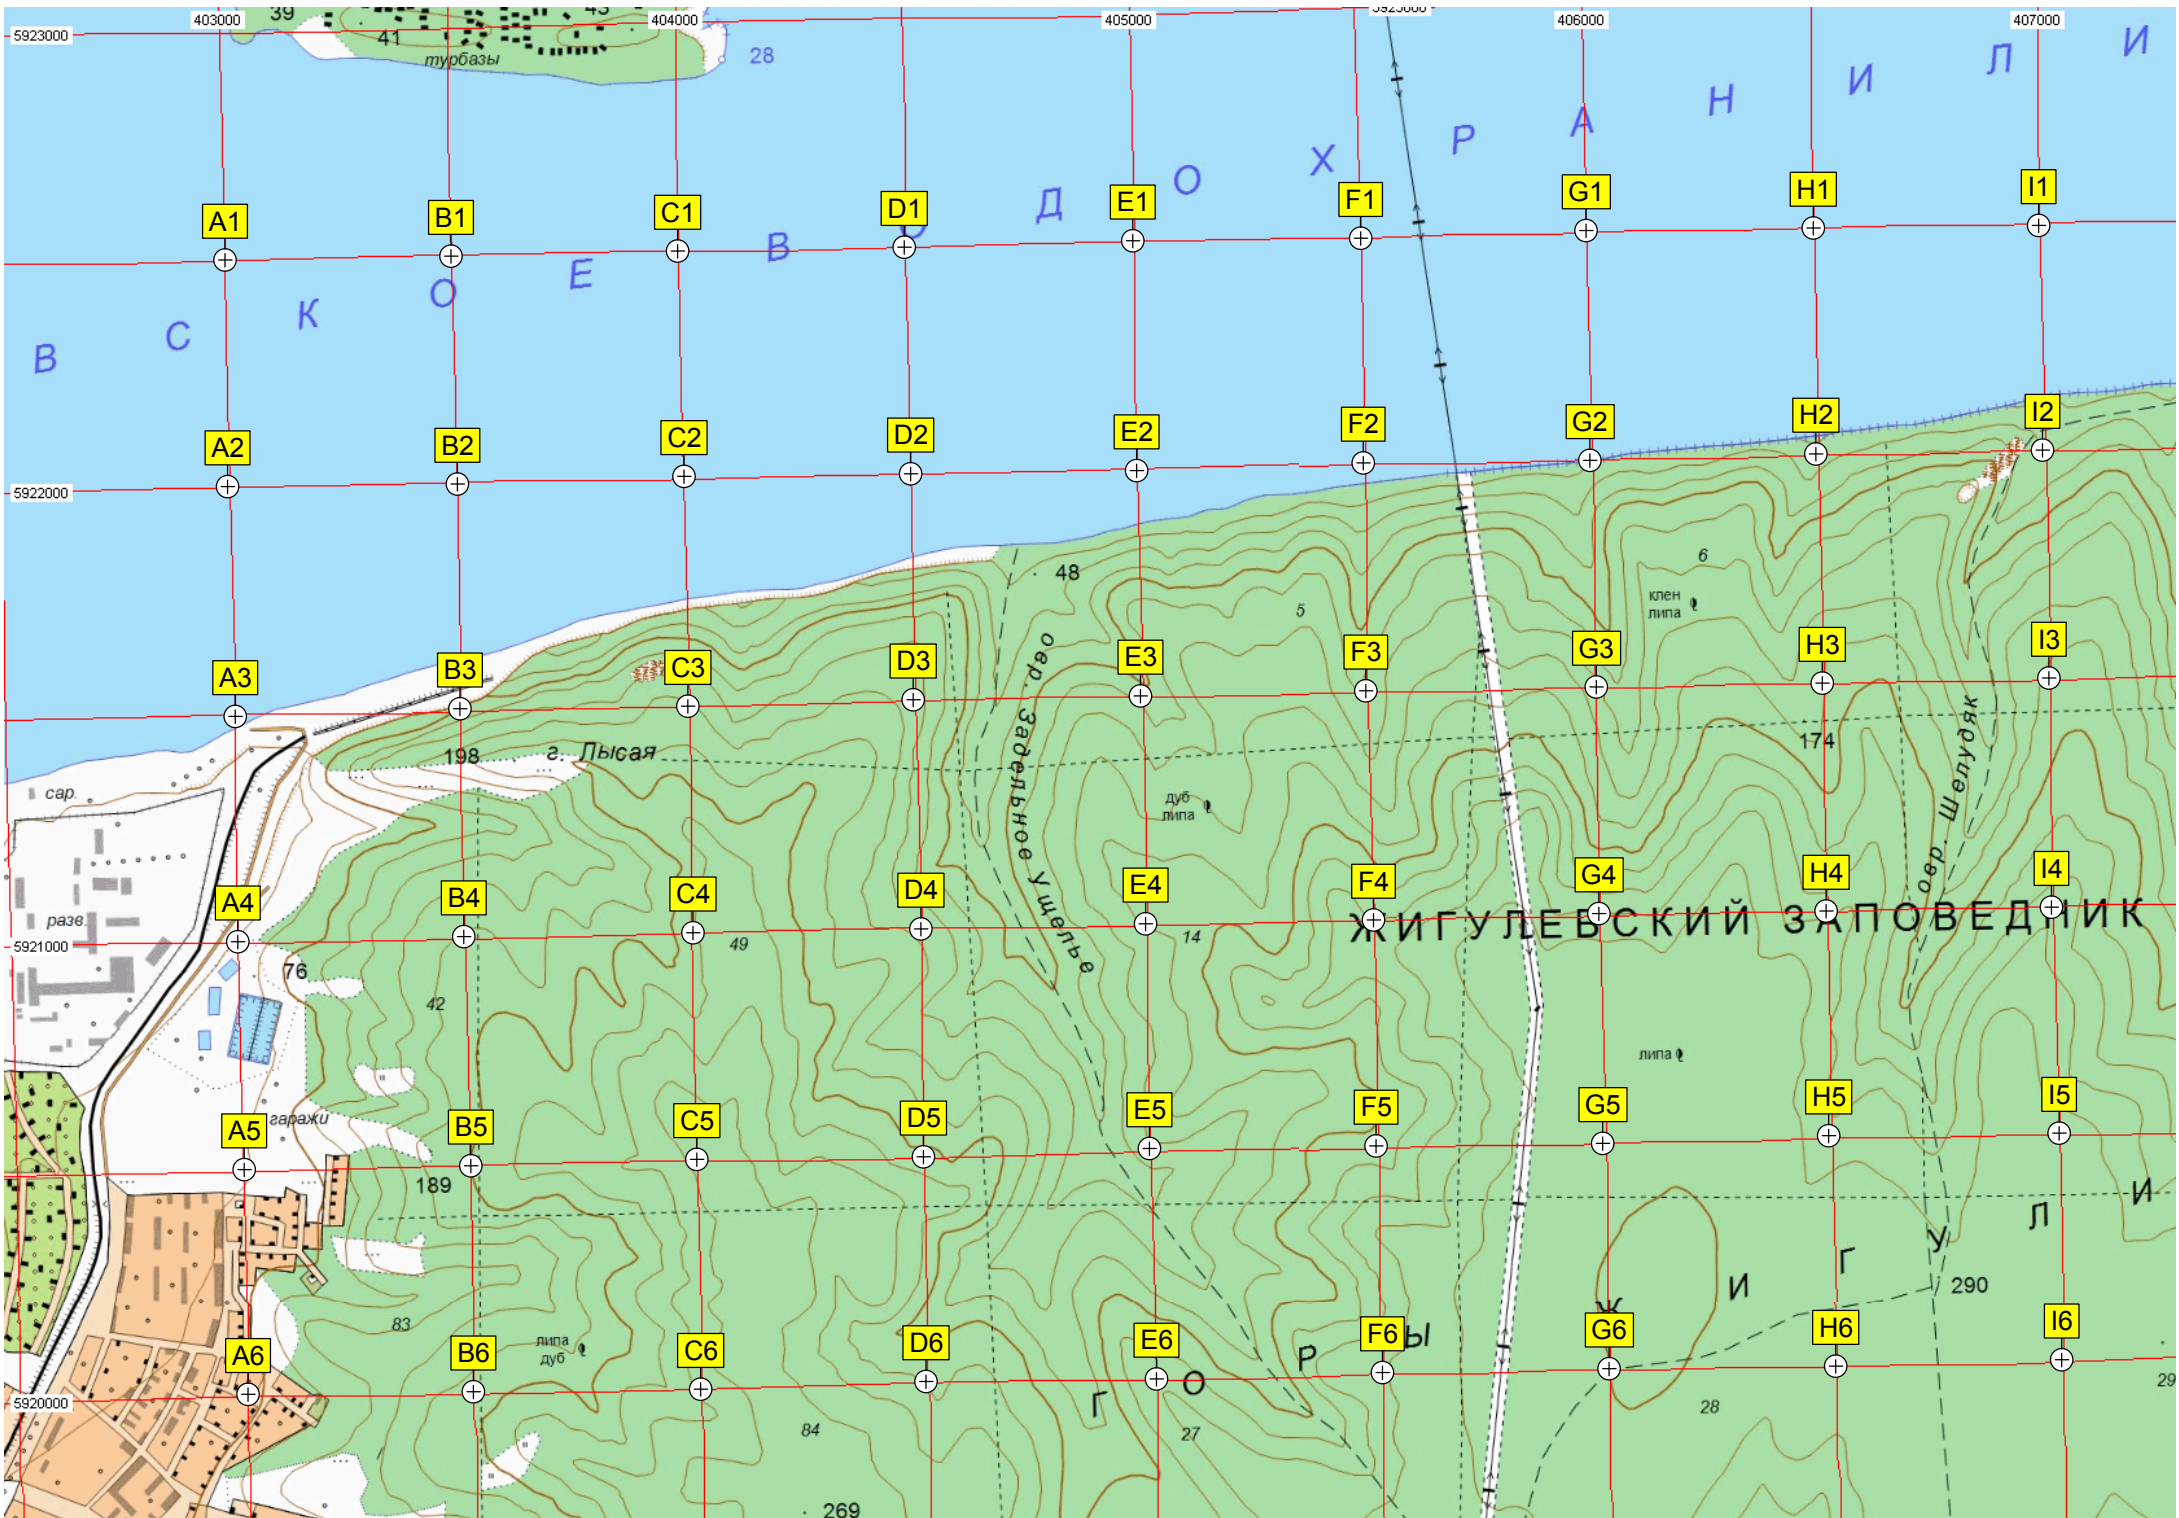 403000 39 43 404000 405000 5923000 406000 407000
5923000 41 турбазы 28
В С К О Е В О Д О Х Р А Н И Л И
A1 B1 C1 D1 E1 F1 G1 H1 I1
A2 B2 C2 D2 E2 F2 G2 H2 I2
5922000
48 5 6
клен
липа
A3 B3 C3 D3 E3 F3 G3 H3 I3
198 г. Лысая 174
овр. Задельное Ущелье
овр. Шелудяк
сар.
дуб
липа
A4 B4 C4 D4 E4 F4 G4 H4 I4
разв.
ЖИГУЛЕВСКИЙ ЗАПОВЕДНИК
5921000 49 14
76 42
липа
гаражи
A5 B5 C5 D5 E5 F5 G5 H5 I5
189
Ж И Г У Л И
290
83
липа
дуб
A6 B6 C6 D6 E6 F6 G6 H6 I6
Г О Р Ы
5920000 84 27 28 29
269